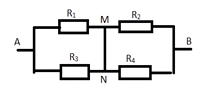 R₁ M R₂
A B
R₃ N R₄